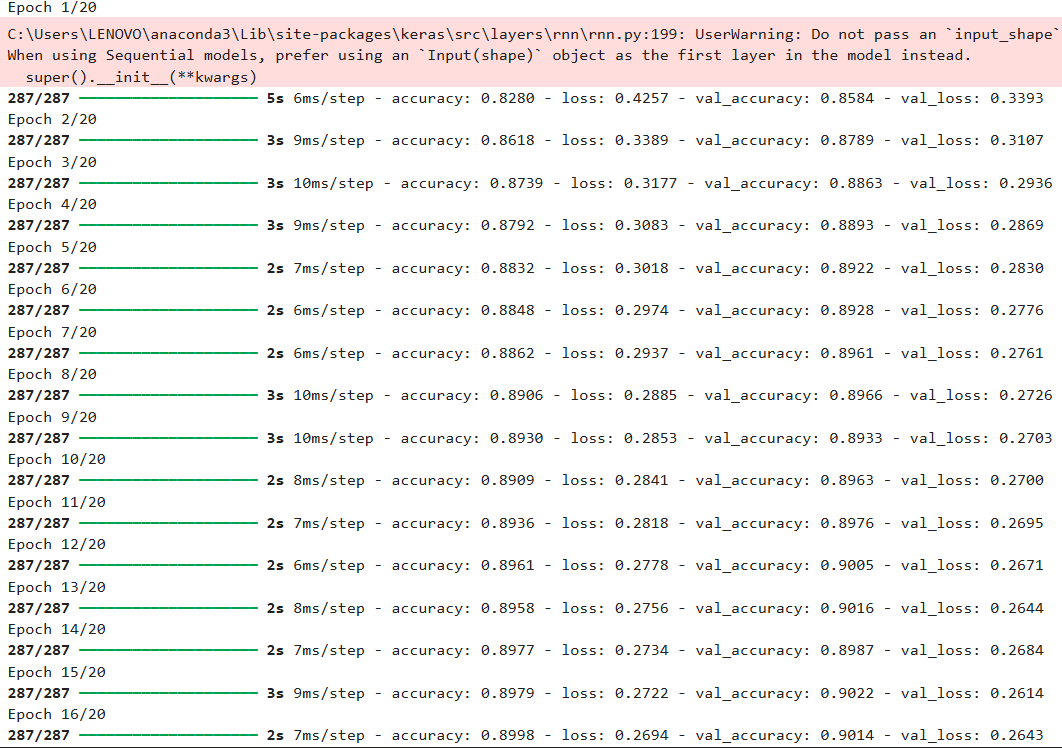 Epoch 1/20
C:\Users\LENOVO\anaconda3\Lib\site-packages\keras\src\layers\rnn\rnn.py:199: UserWarning: Do not pass an `input_shape`
When using Sequential models, prefer using an `Input(shape)` object as the first layer in the model instead.
  super().__init__(**kwargs)
287/287 ━━━━━━━━━━━━━━━━━━━━ 5s 6ms/step - accuracy: 0.8280 - loss: 0.4257 - val_accuracy: 0.8584 - val_loss: 0.3393
Epoch 2/20
287/287 ━━━━━━━━━━━━━━━━━━━━ 3s 9ms/step - accuracy: 0.8618 - loss: 0.3389 - val_accuracy: 0.8789 - val_loss: 0.3107
Epoch 3/20
287/287 ━━━━━━━━━━━━━━━━━━━━ 3s 10ms/step - accuracy: 0.8739 - loss: 0.3177 - val_accuracy: 0.8863 - val_loss: 0.2936
Epoch 4/20
287/287 ━━━━━━━━━━━━━━━━━━━━ 3s 9ms/step - accuracy: 0.8792 - loss: 0.3083 - val_accuracy: 0.8893 - val_loss: 0.2869
Epoch 5/20
287/287 ━━━━━━━━━━━━━━━━━━━━ 2s 7ms/step - accuracy: 0.8832 - loss: 0.3018 - val_accuracy: 0.8922 - val_loss: 0.2830
Epoch 6/20
287/287 ━━━━━━━━━━━━━━━━━━━━ 2s 6ms/step - accuracy: 0.8848 - loss: 0.2974 - val_accuracy: 0.8928 - val_loss: 0.2776
Epoch 7/20
287/287 ━━━━━━━━━━━━━━━━━━━━ 2s 6ms/step - accuracy: 0.8862 - loss: 0.2937 - val_accuracy: 0.8961 - val_loss: 0.2761
Epoch 8/20
287/287 ━━━━━━━━━━━━━━━━━━━━ 3s 10ms/step - accuracy: 0.8906 - loss: 0.2885 - val_accuracy: 0.8966 - val_loss: 0.2726
Epoch 9/20
287/287 ━━━━━━━━━━━━━━━━━━━━ 3s 10ms/step - accuracy: 0.8930 - loss: 0.2853 - val_accuracy: 0.8933 - val_loss: 0.2703
Epoch 10/20
287/287 ━━━━━━━━━━━━━━━━━━━━ 2s 8ms/step - accuracy: 0.8909 - loss: 0.2841 - val_accuracy: 0.8963 - val_loss: 0.2700
Epoch 11/20
287/287 ━━━━━━━━━━━━━━━━━━━━ 2s 7ms/step - accuracy: 0.8936 - loss: 0.2818 - val_accuracy: 0.8976 - val_loss: 0.2695
Epoch 12/20
287/287 ━━━━━━━━━━━━━━━━━━━━ 2s 6ms/step - accuracy: 0.8961 - loss: 0.2778 - val_accuracy: 0.9005 - val_loss: 0.2671
Epoch 13/20
287/287 ━━━━━━━━━━━━━━━━━━━━ 2s 8ms/step - accuracy: 0.8958 - loss: 0.2756 - val_accuracy: 0.9016 - val_loss: 0.2644
Epoch 14/20
287/287 ━━━━━━━━━━━━━━━━━━━━ 2s 7ms/step - accuracy: 0.8977 - loss: 0.2734 - val_accuracy: 0.8987 - val_loss: 0.2684
Epoch 15/20
287/287 ━━━━━━━━━━━━━━━━━━━━ 3s 9ms/step - accuracy: 0.8979 - loss: 0.2722 - val_accuracy: 0.9022 - val_loss: 0.2614
Epoch 16/20
287/287 ━━━━━━━━━━━━━━━━━━━━ 2s 7ms/step - accuracy: 0.8998 - loss: 0.2694 - val_accuracy: 0.9014 - val_loss: 0.2643